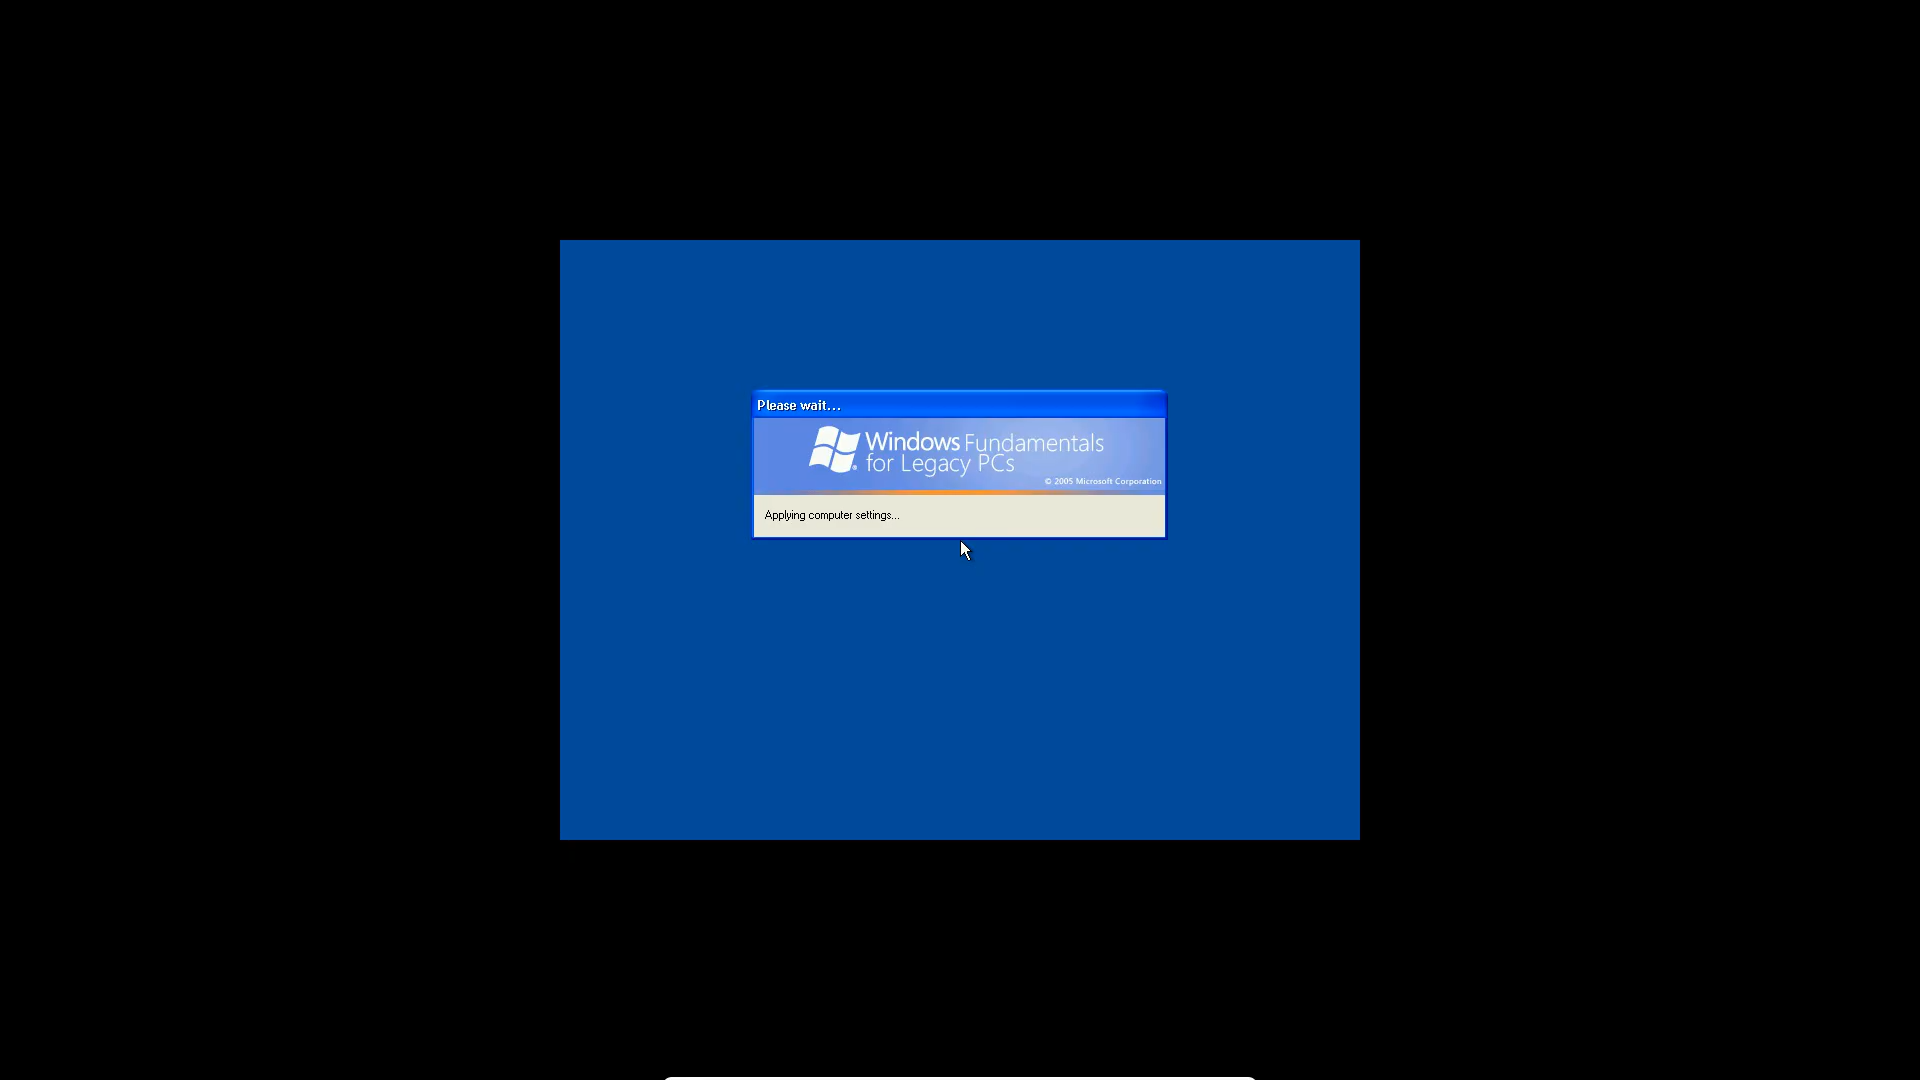 Please wait...
Windows Fundamentals
for Legacy PCs
© 2005 Microsoft Corporation
Applying computer settings...